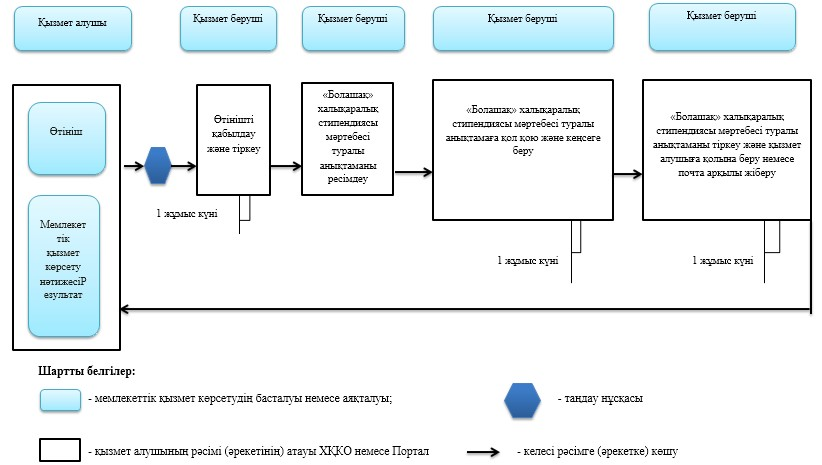 Қызмет алушы
Қызмет беруші
Қызмет беруші
Қызмет беруші
Қызмет беруші
Өтініш
Мемлекет
тік
қызмет
көрсету
нәтижесіР
езультат
Өтінішті
қабылдау
және тіркеу
1 жұмыс күні
«Болашақ»
халықаралық
стипендиясы
мәртебесі
туралы
анықтаманы
ресімдеу
«Болашақ» халықаралық
стипендиясы мәртебесі туралы
анықтамаға қол қою және кеңсеге
беру
1 жұмыс күні
«Болашақ» халықаралық
стипендиясы мәртебесі туралы
анықтаманы тіркеу және қызмет
алушыға қолына беру немесе
почта арқылы жіберу
1 жұмыс күні
Шартты белгілер:
- мемлекеттік қызмет көрсетудің басталуы немесе аяқталуы;
- таңдау нұсқасы
- қызмет алушының рәсімі (әрекетінің) атауы ХҚКО немесе Портал
- келесі рәсімге (әрекетке) көшу